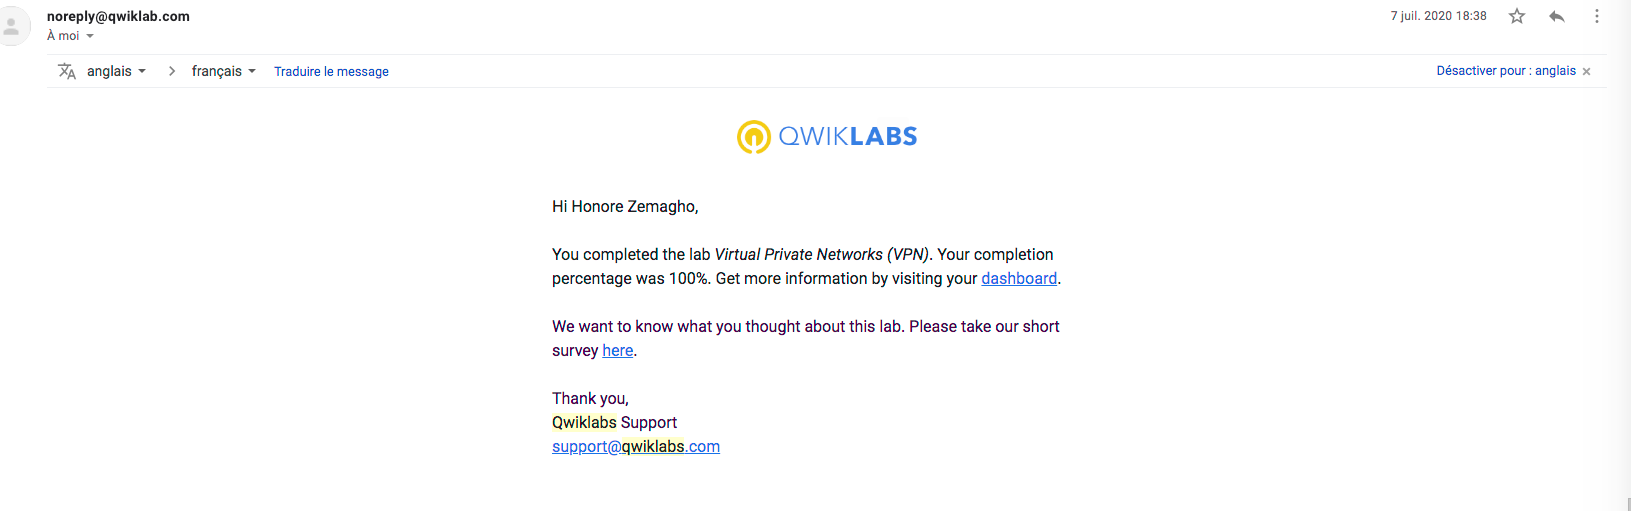 noreply@qwiklab.com
7 juil. 2020 18:38
À moi
anglais
français
Traduire le message
Désactiver pour : anglais
QWIKLABS
Hi Honore Zemagho,
You completed the lab Virtual Private Networks (VPN). Your completion
percentage was 100%. Get more information by visiting your dashboard.
We want to know what you thought about this lab. Please take our short
survey here.
Thank you,
Qwiklabs Support
support@qwiklabs.com